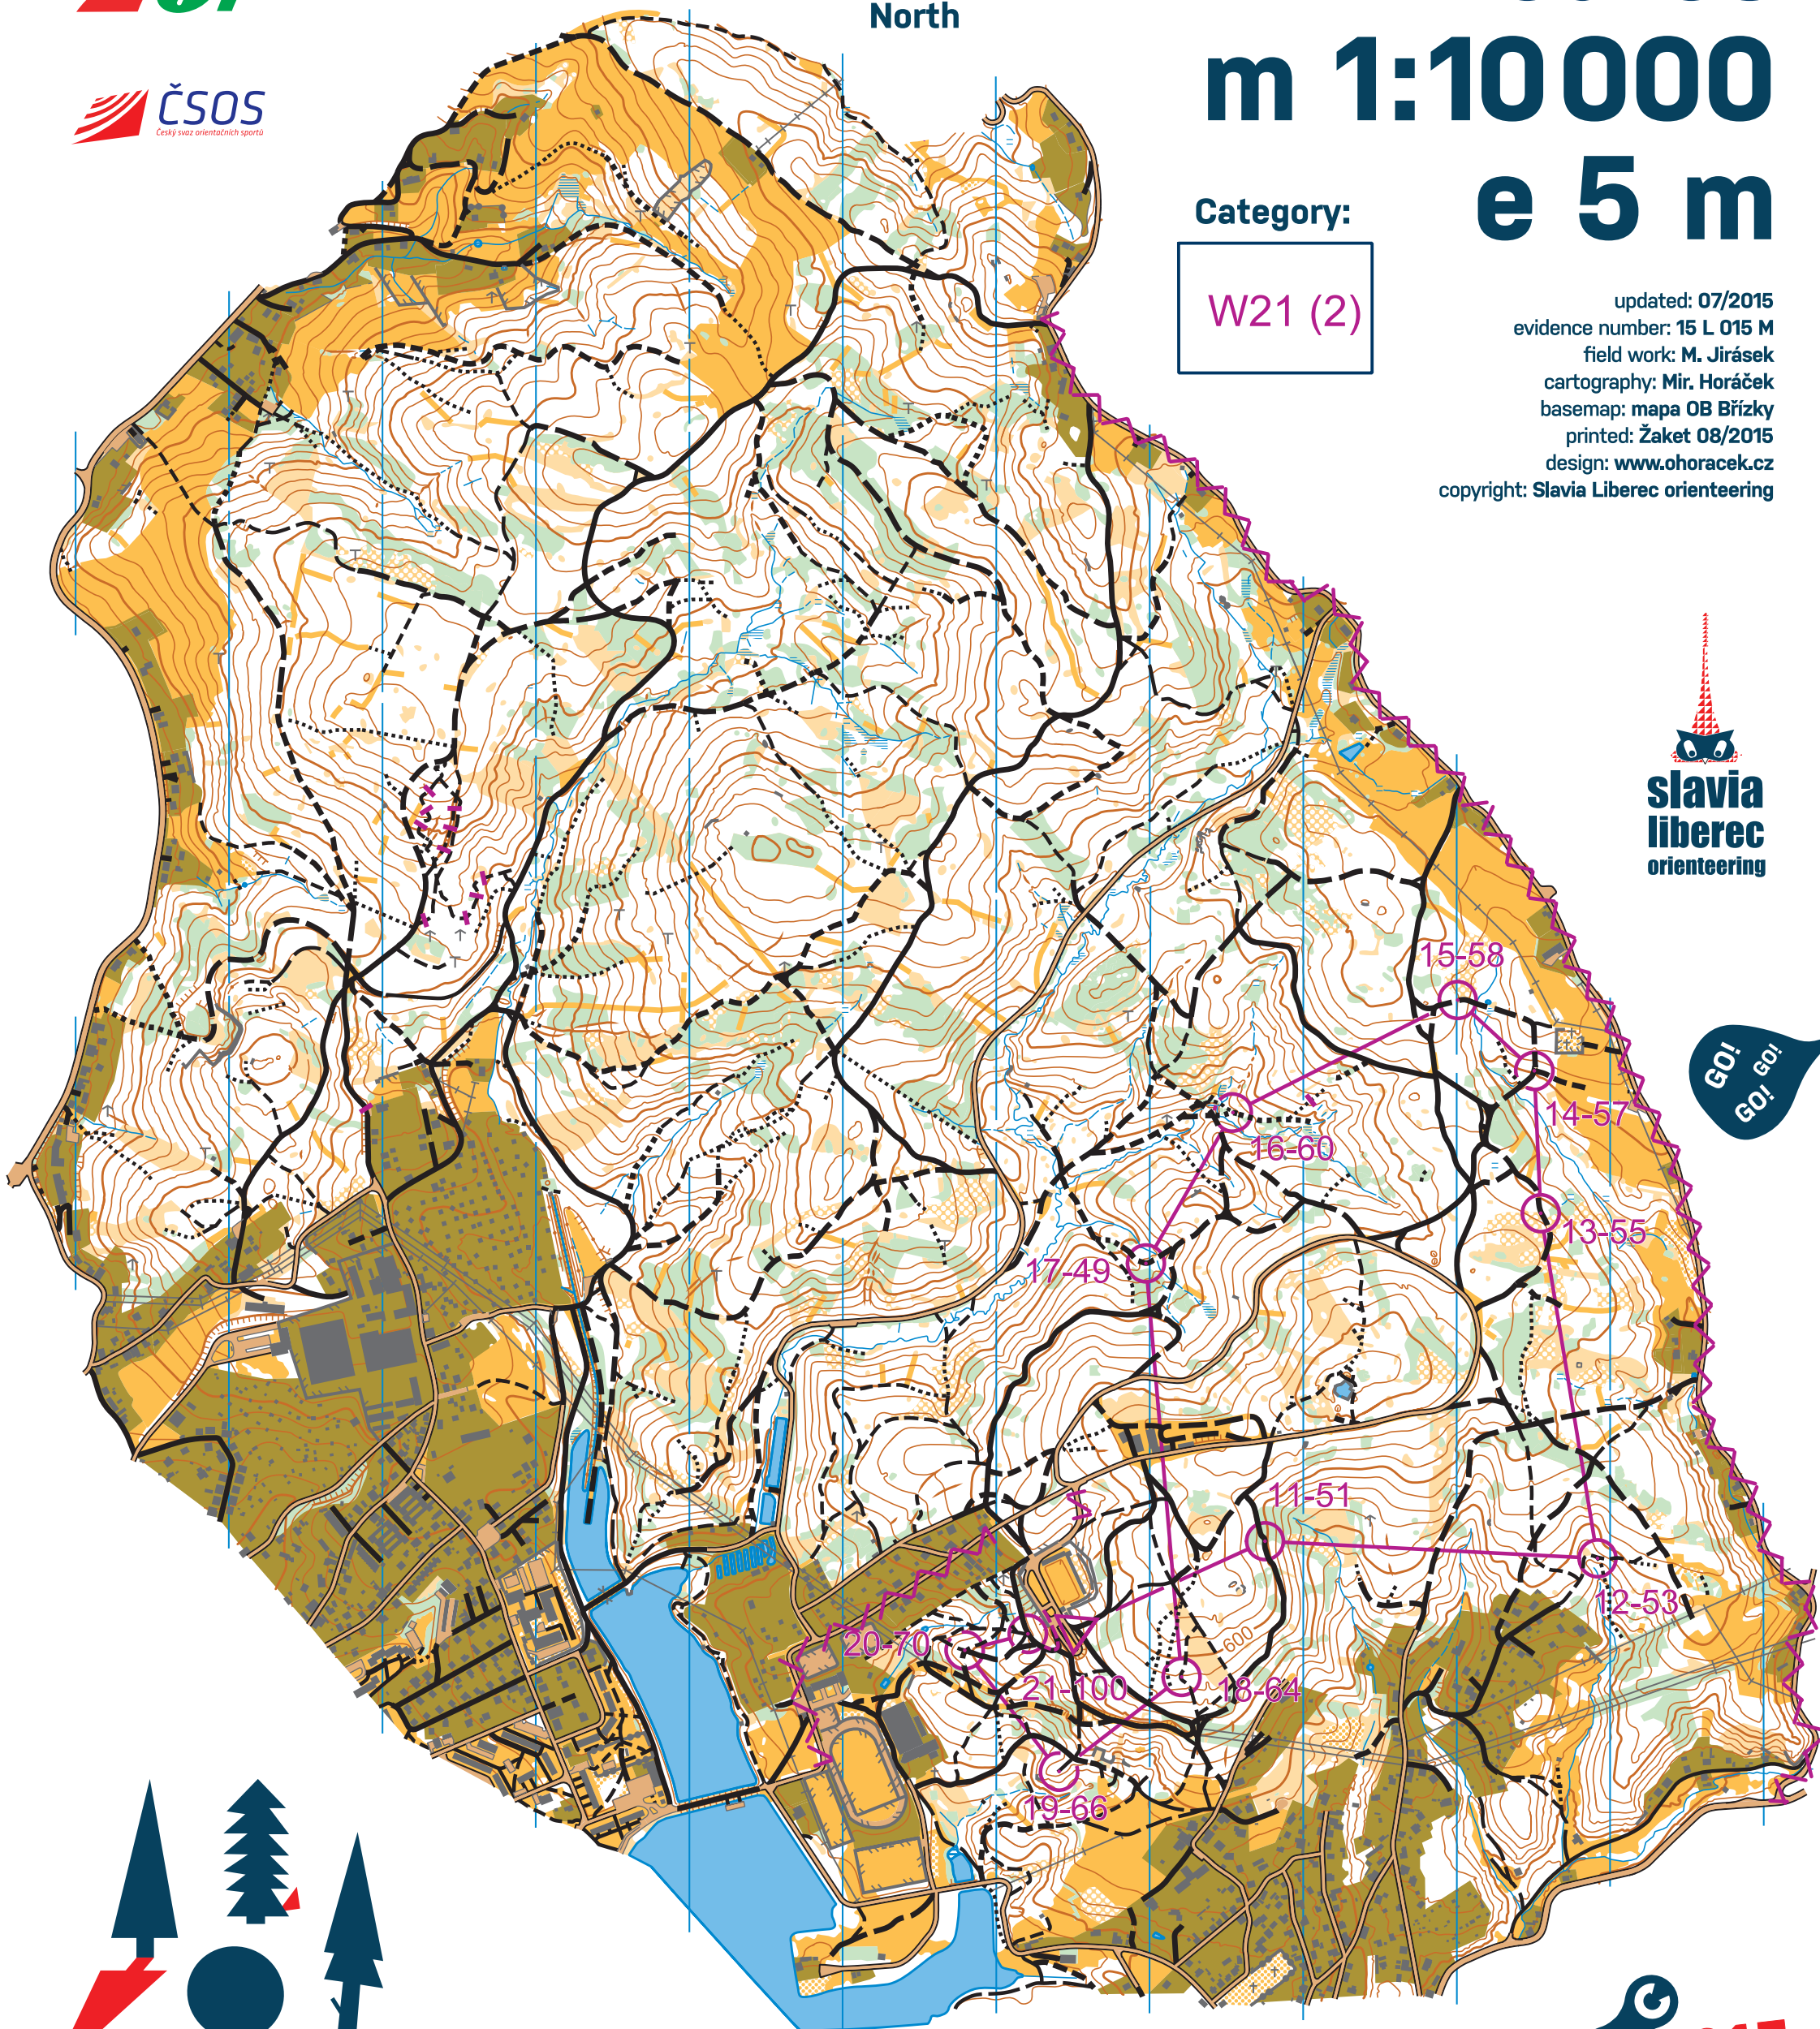 North
m 1:10 000
e 5 m
ČSOS
Český svaz orientačních sportů
Category:
W21 (2)
updated: 07/2015
evidence number: 15 L 015 M
field work: M. Jirásek
cartography: Mir. Horáček
basemap: mapa OB Břízky
printed: Žaket 08/2015
design: www.ohoracek.cz
copyright: Slavia Liberec orienteering
slavia
liberec
orienteering
15-58
GO!
GO!
GO!
14-57
16-60
13-55
17-49
11-51
12-53
600
20-70
21-100
18-64
19-66